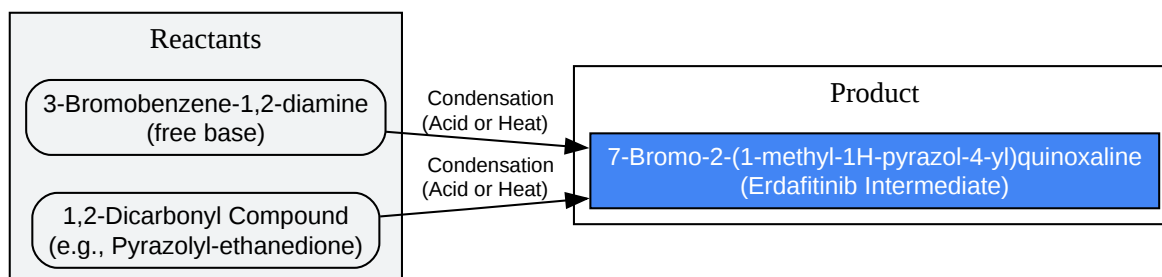 Reactants
3-Bromobenzene-1,2-diamine
(free base)
1,2-Dicarbonyl Compound
(e.g., Pyrazolyl-ethanedione)
Condensation
(Acid or Heat)
Condensation
(Acid or Heat)
Product
7-Bromo-2-(1-methyl-1H-pyrazol-4-yl)quinoxaline
(Erdafitinib Intermediate)